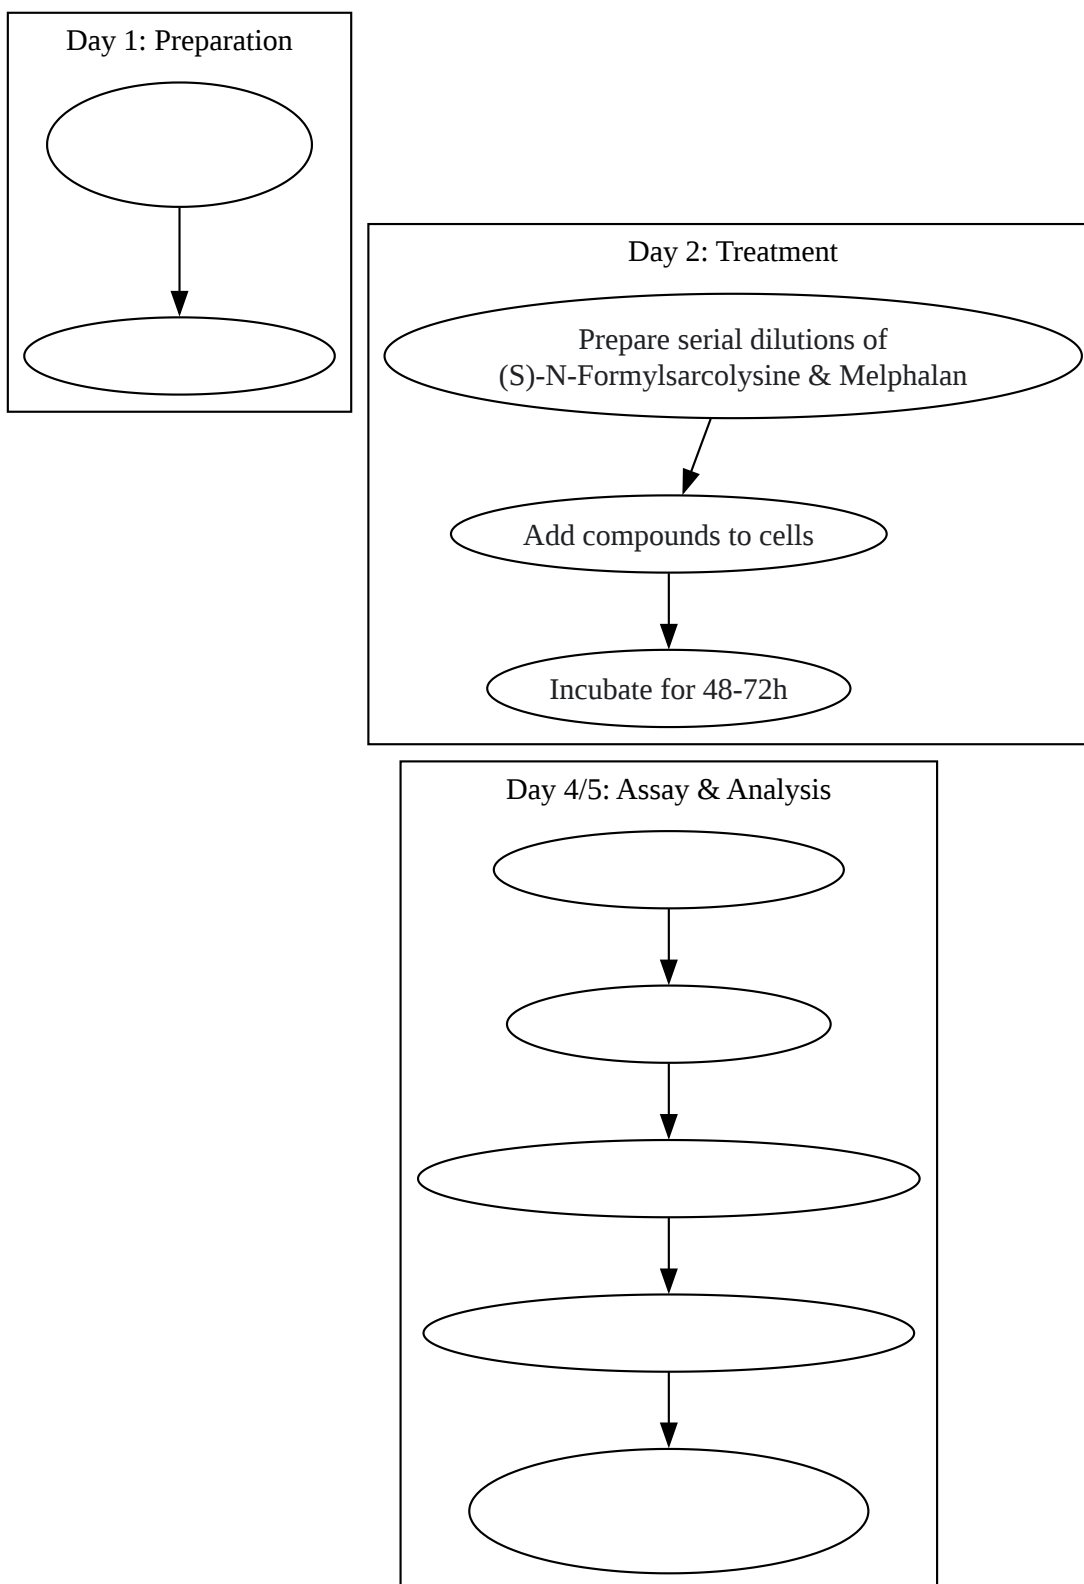 Day 1: Preparation
Day 2: Treatment
Prepare serial dilutions of
(S)-N-Formylsarcolysine & Melphalan
Add compounds to cells
Incubate for 48-72h
Day 4/5: Assay & Analysis